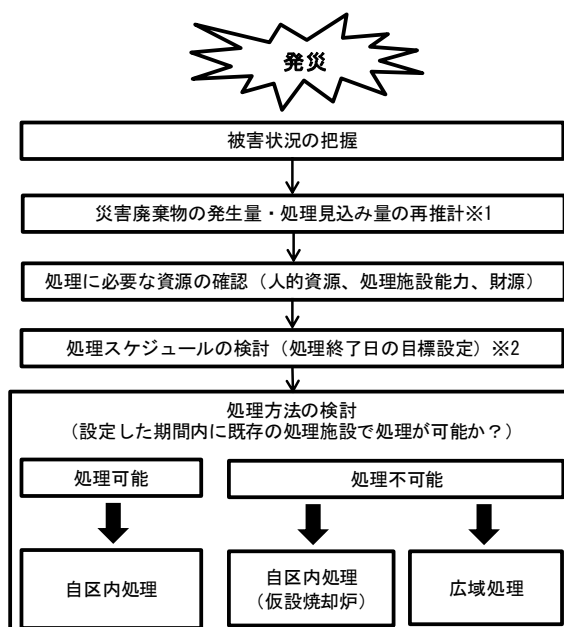 発災
被害状況の把握
災害廃棄物の発生量・処理見込み量の再推計※1
処理に必要な資源の確認（人的資源、処理施設能力、財源）
処理スケジュールの検討（処理終了日の目標設定）※2
処理方法の検討
（設定した期間内に既存の処理施設で処理が可能か？）
処理可能
処理不可能
自区内処理
自区内処理
（仮設焼却炉）
広域処理